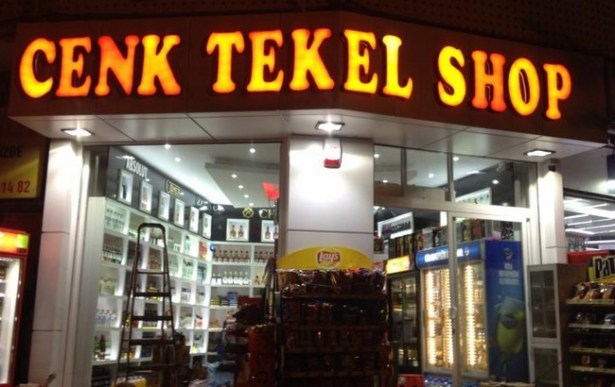 CENK TEKEL SHOP
ABSOLUT
14 82
Lay's